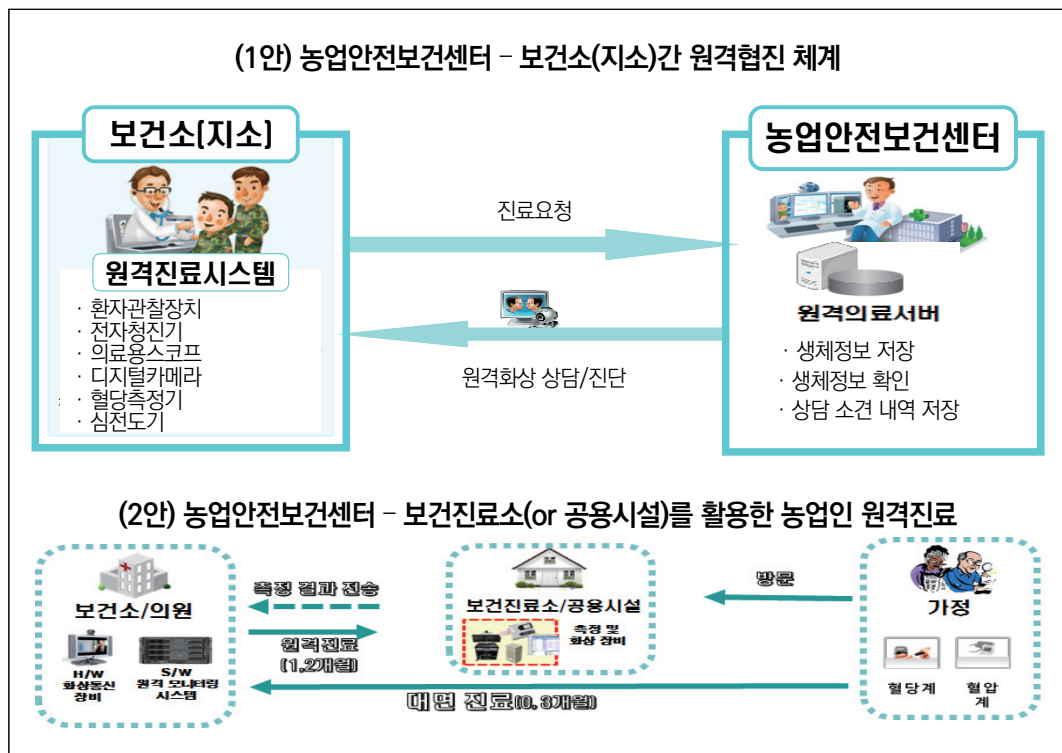 (1안) 농업안전보건센터 – 보건소(지소)간 원격협진 체계
보건소(지소)
농업안전보건센터
진료요청
원격진료시스템
· 환자관찰장치
· 전자청진기
· 의료용스코프
· 디지털카메라
· 혈당측정기
· 심전도기
원격화상 상담/진단
원격의료서버
· 생체정보 저장
· 생체정보 확인
· 상담 소견 내역 저장
(2안) 농업안전보건센터 – 보건진료소(or 공용시설)를 활용한 농업인 원격진료
보건소/의원
H/W
화상통신
장비
S/W
원격 모니터링
시스템
측정 결과 전송
원격진료
(1,2개월)
보건진료소/공용시설
측정 및
화상 장비
방문
가정
혈당계
혈압
계
대면 진료(0, 3개월)